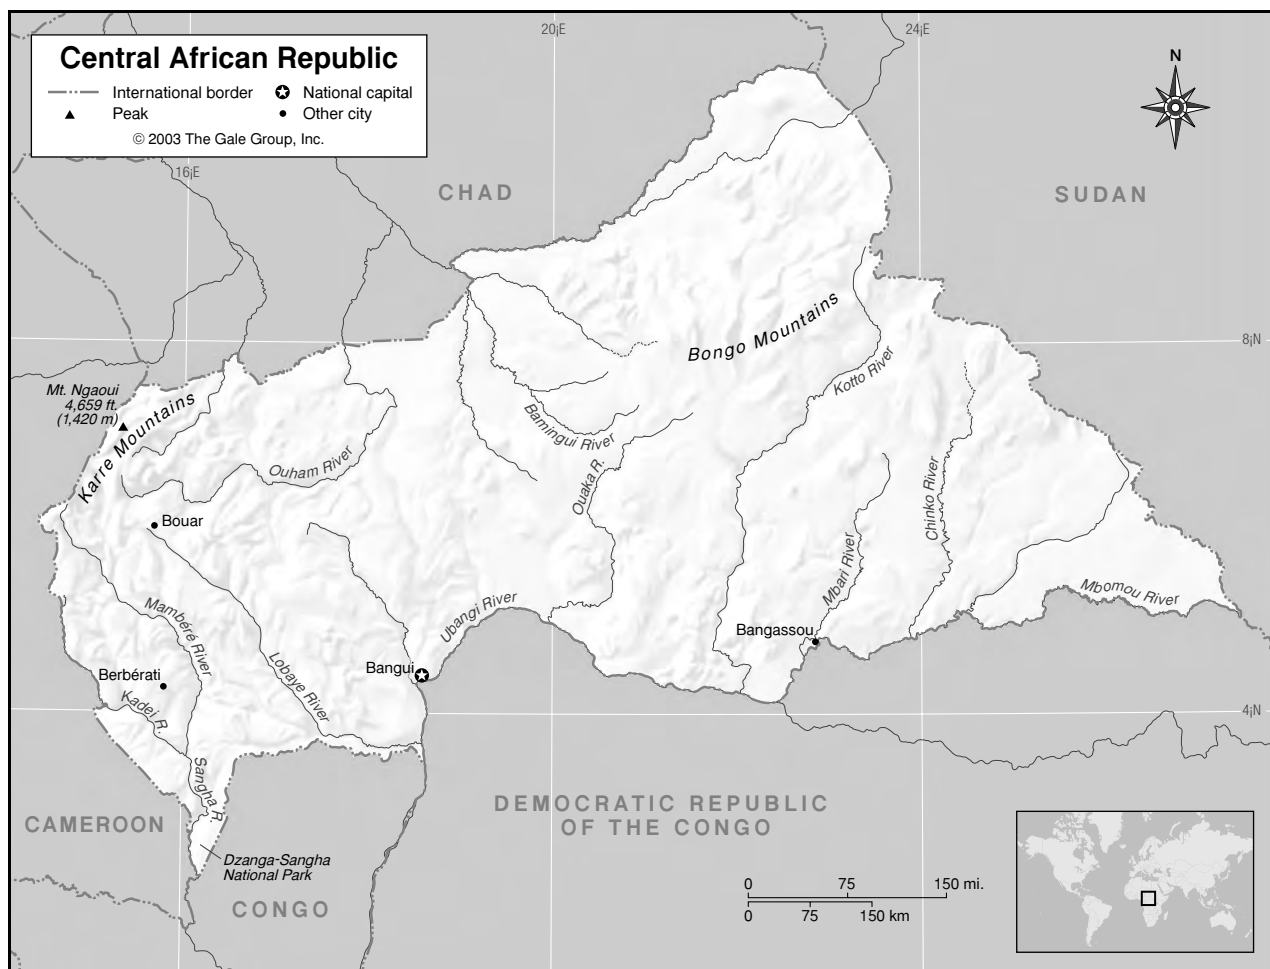 Central African Republic
International border
National capital
Peak
Other city
© 2003 The Gale Group, Inc.
20¡E
24¡E
16¡E
N
CHAD
SUDAN
8¡N
Bongo Mountains
Kotto River
Mt. Ngaoui
4,659 ft.
(1,420 m)
Karre Mountains
Bamingui River
Ouham River
Ouaka R.
Chinko River
Bouar
Mbari River
Mbomou River
Ubangi River
Mambéré River
Bangassou
Bangui
Berbérati
Lobaye River
Kadei R.
4¡N
Sangha R.
DEMOCRATIC REPUBLIC
OF THE CONGO
CAMEROON
Dzanga-Sangha
National Park
CONGO
0 75 150 mi.
0 75 150 km